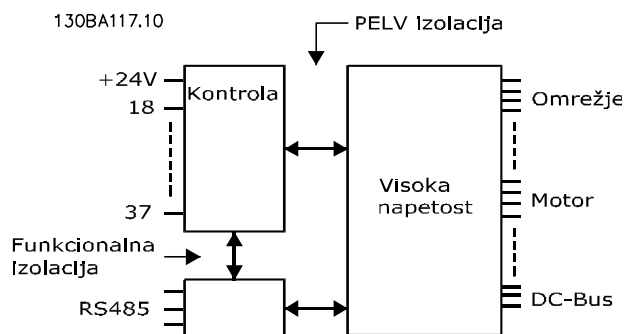 130BA117.10
PELV izolacija
+24V
18
37
Kontrola
Visoka
napetost
Omrežje
Motor
DC-Bus
Funkcionalna
izolacija
RS485